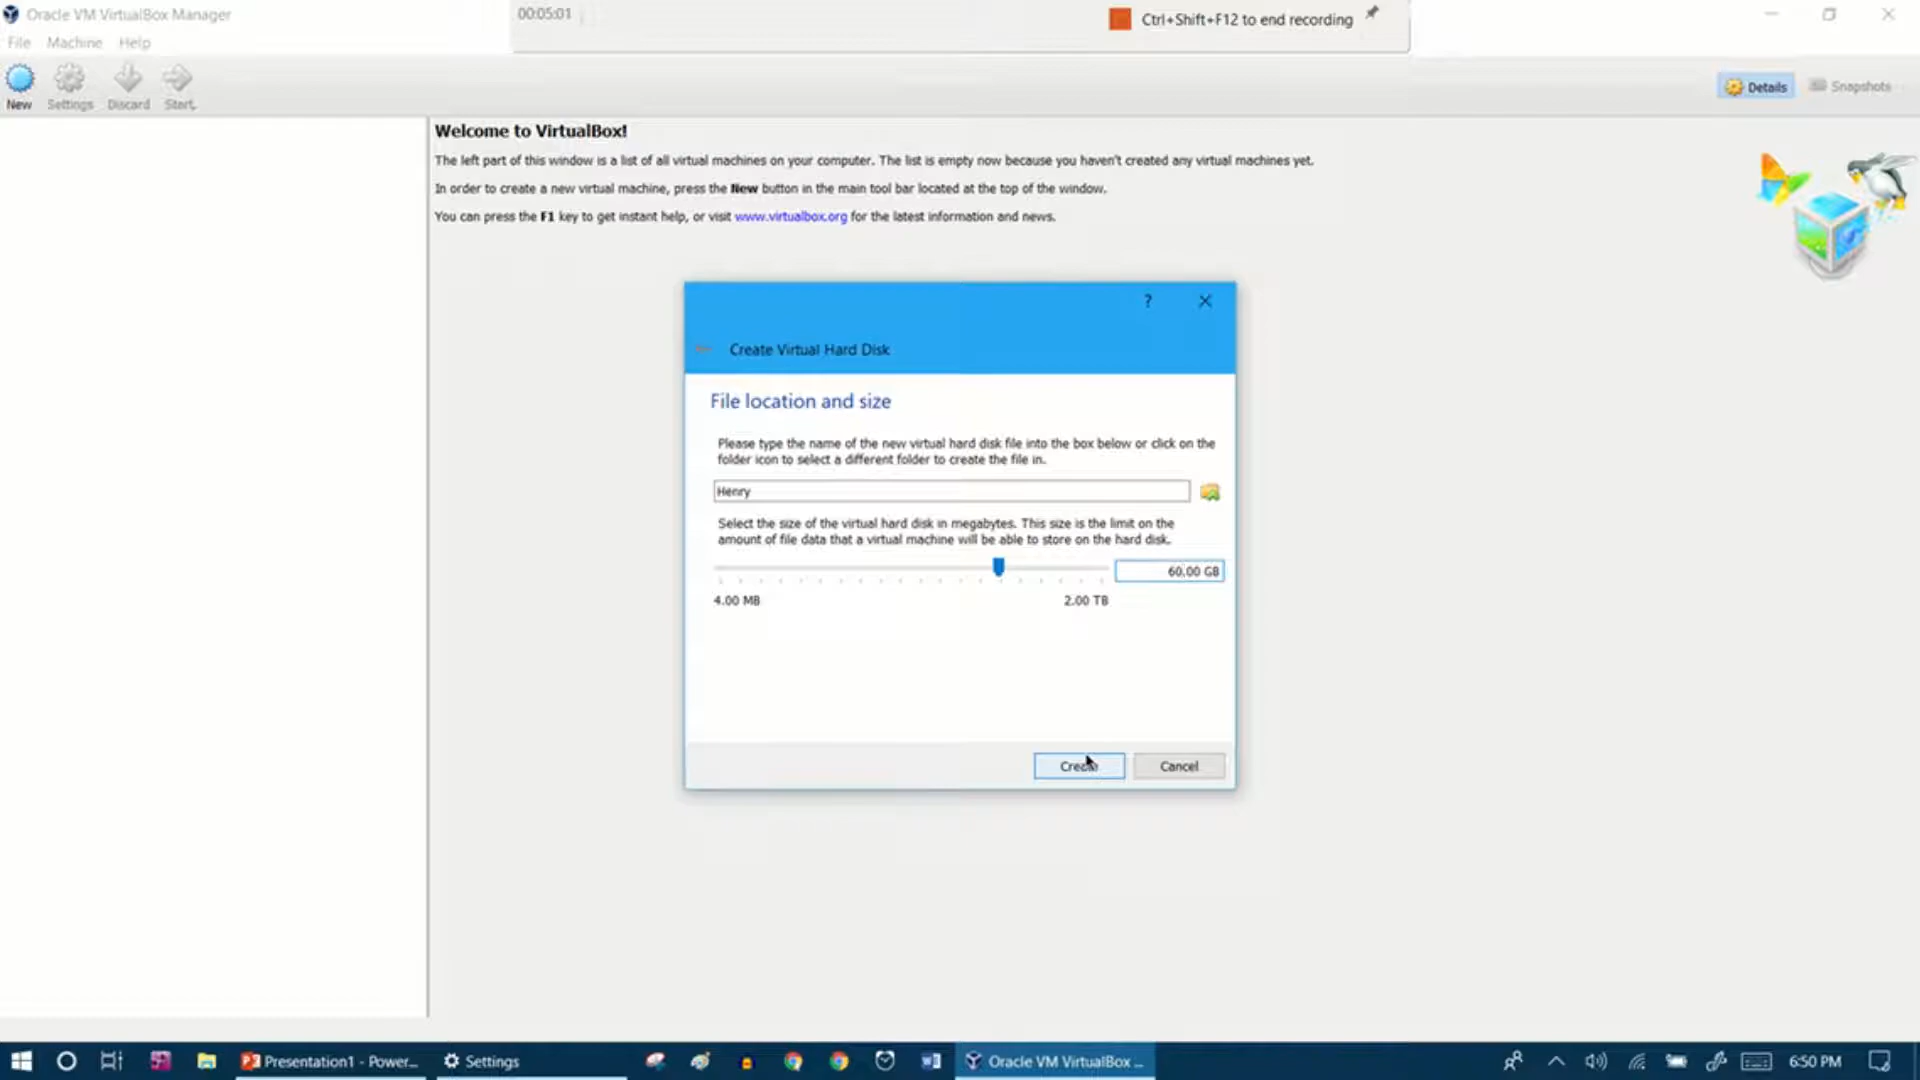 Oracle VM VirtualBox Manager
00:05:01
Ctrl+Shift+F12 to end recording
File Machine Help
New Settings Discard Start
Details Snapshots
Welcome to VirtualBox!
The left part of this window is a list of all virtual machines on your computer. The list is empty now because you haven't created any virtual machines yet.
In order to create a new virtual machine, press the New button in the main tool bar located at the top of the window.
You can press the F1 key to get instant help, or visit www.virtualbox.org for the latest information and news.
?
Create Virtual Hard Disk
File location and size
Please type the name of the new virtual hard disk file into the box below or click on the
folder icon to select a different folder to create the file in.
Henry
Select the size of the virtual hard disk in megabytes. This size is the limit on the
amount of file data that a virtual machine will be able to store on the hard disk.
60.00 GB
4.00 MB 2.00 TB
Create Cancel
Presentation1 - Power... Settings Oracle VM VirtualBox ... 6:50 PM